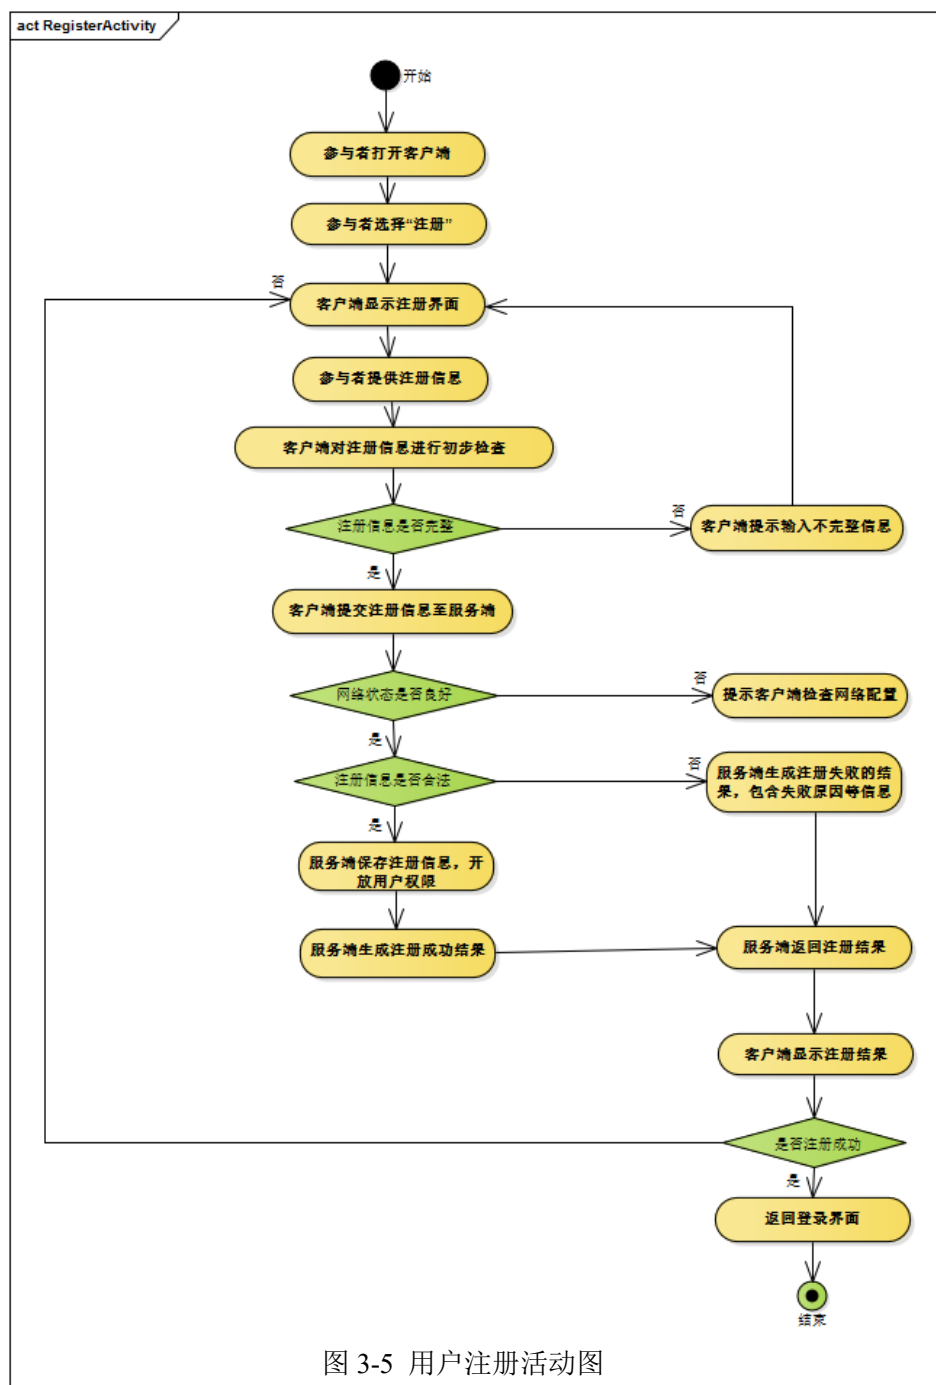 act RegisterActivity
开始
参与者打开客户端
参与者选择“注册”
否
客户端显示注册界面
参与者提供注册信息
客户端对注册信息进行初步检查
注册信息是否完整
否
客户端提示输入不完整信息
是
客户端提交注册信息至服务端
网络状态是否良好
否
提示客户端检查网络配置
是
注册信息是否合法
否
服务端生成注册失败的结
果，包含失败原因等信息
是
服务端保存注册信息，开
放用户权限
服务端生成注册成功结果
服务端返回注册结果
客户端显示注册结果
是否注册成功
是
返回登录界面
结束
图 3-5 用户注册活动图